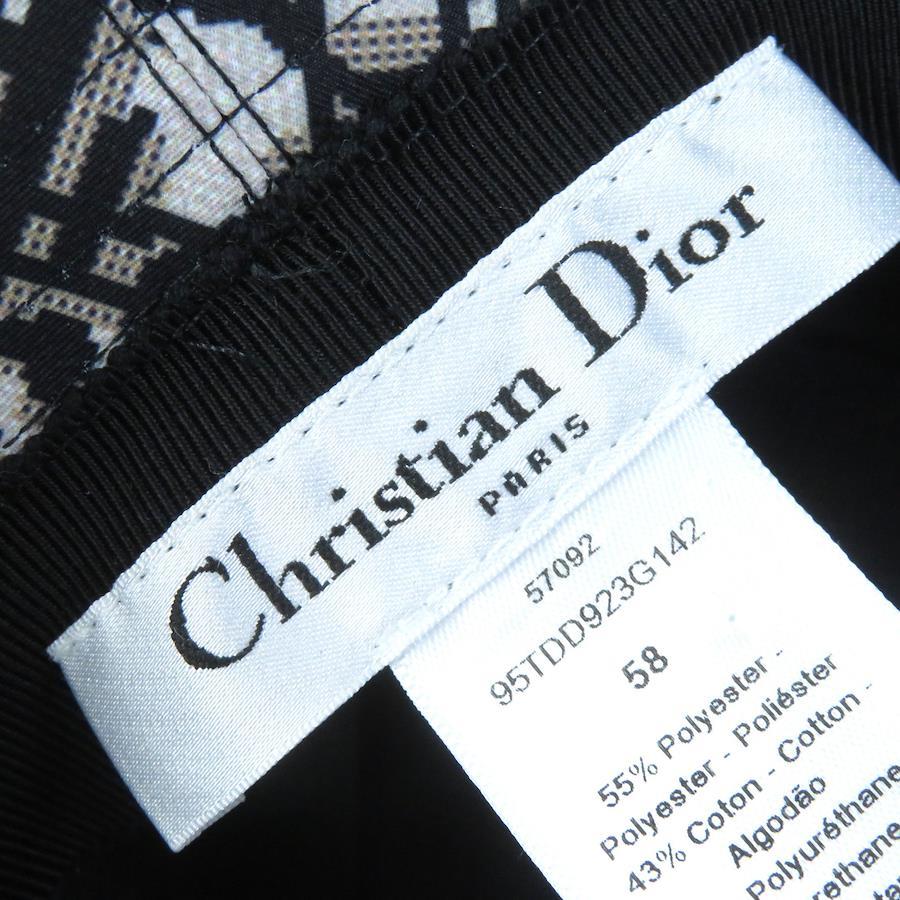 Christian Dior
PARIS
57092
95TDD923G142
58
55% Polyester -
Polyester - Poliéster
43% Coton - Cotton -
Algodão
Polyuréthane